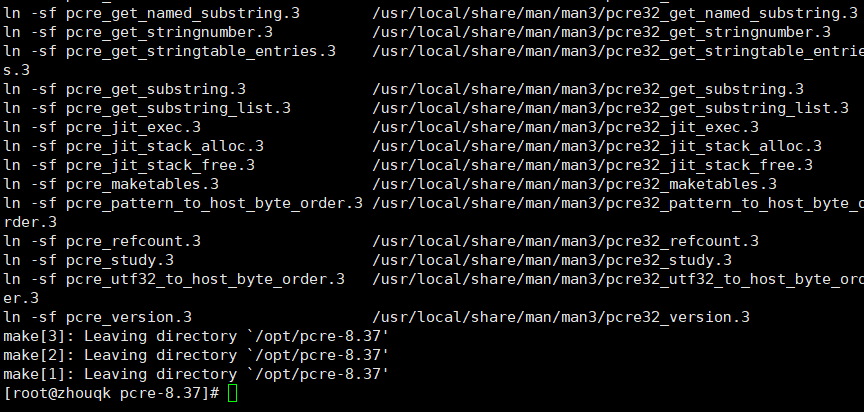 ln -sf pcre_get_named_substring.3        /usr/local/share/man/man3/pcre32_get_named_substring.3
ln -sf pcre_get_stringnumber.3           /usr/local/share/man/man3/pcre32_get_stringnumber.3
ln -sf pcre_get_stringtable_entries.3    /usr/local/share/man/man3/pcre32_get_stringtable_entrie
s.3
ln -sf pcre_get_substring.3              /usr/local/share/man/man3/pcre32_get_substring.3
ln -sf pcre_get_substring_list.3         /usr/local/share/man/man3/pcre32_get_substring_list.3
ln -sf pcre_jit_exec.3                   /usr/local/share/man/man3/pcre32_jit_exec.3
ln -sf pcre_jit_stack_alloc.3            /usr/local/share/man/man3/pcre32_jit_stack_alloc.3
ln -sf pcre_jit_stack_free.3             /usr/local/share/man/man3/pcre32_jit_stack_free.3
ln -sf pcre_maketables.3                 /usr/local/share/man/man3/pcre32_maketables.3
ln -sf pcre_pattern_to_host_byte_order.3 /usr/local/share/man/man3/pcre32_pattern_to_host_byte_o
rder.3
ln -sf pcre_refcount.3                   /usr/local/share/man/man3/pcre32_refcount.3
ln -sf pcre_study.3                      /usr/local/share/man/man3/pcre32_study.3
ln -sf pcre_utf32_to_host_byte_order.3   /usr/local/share/man/man3/pcre32_utf32_to_host_byte_ord
er.3
ln -sf pcre_version.3                    /usr/local/share/man/man3/pcre32_version.3
make[3]: Leaving directory `/opt/pcre-8.37'
make[2]: Leaving directory `/opt/pcre-8.37'
make[1]: Leaving directory `/opt/pcre-8.37'
[root@zhouqk pcre-8.37]#